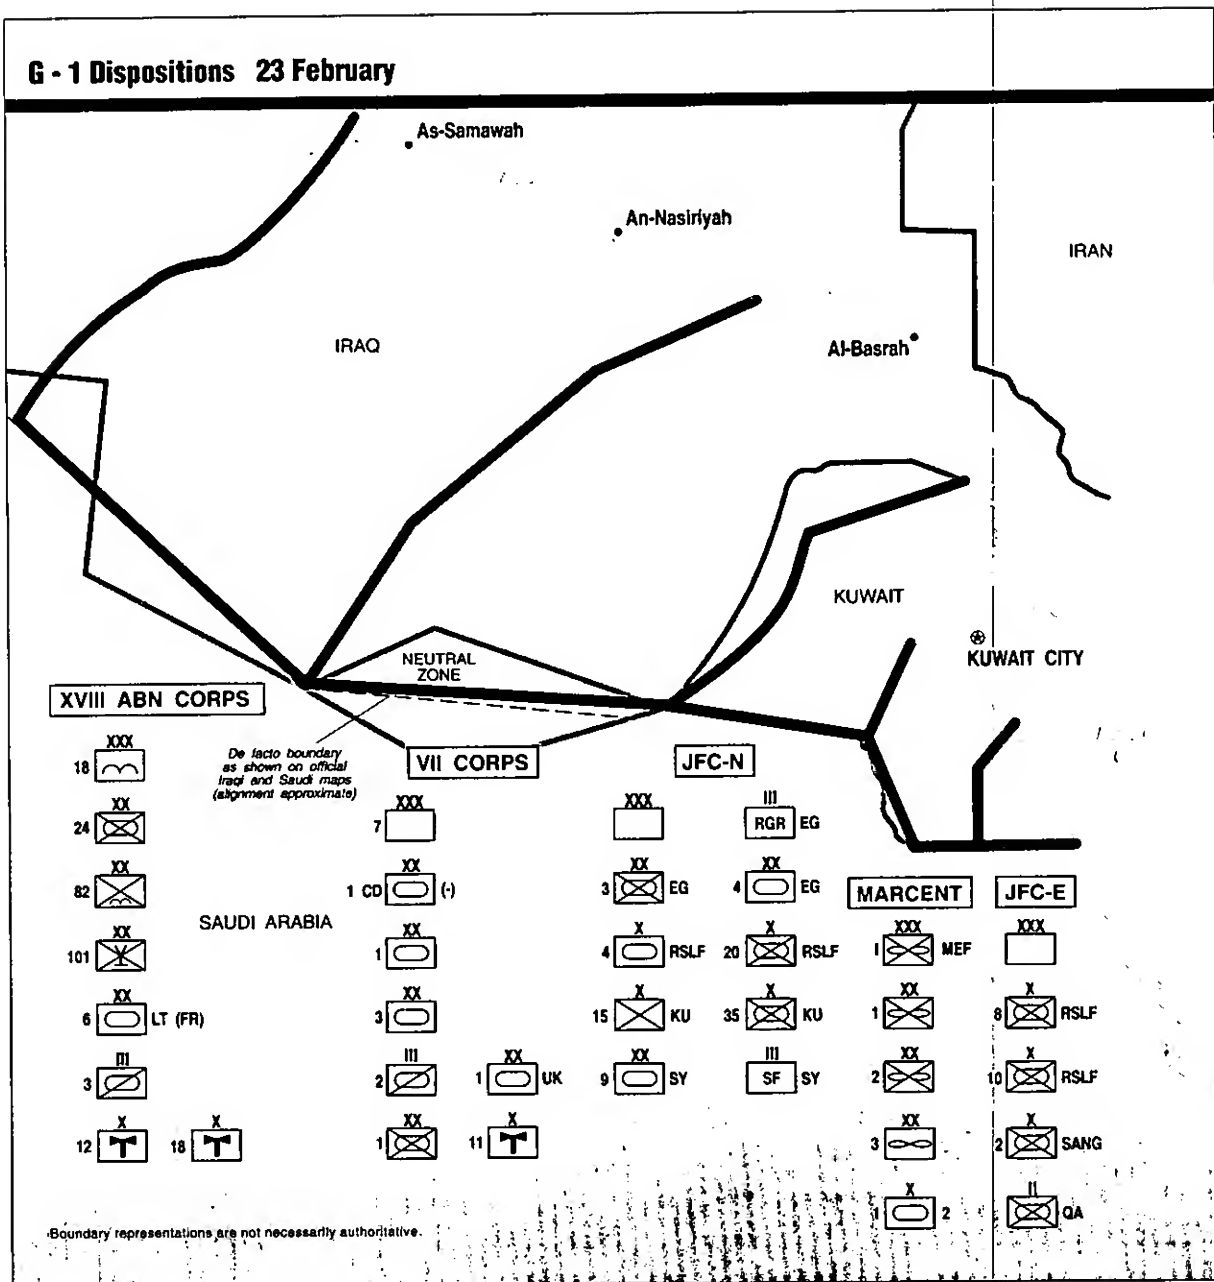 G - 1 Dispositions 23 February
As-Samawah
An-Nasiriyah
IRAN
IRAQ
Al-Basrah
KUWAIT
KUWAIT CITY
NEUTRAL
ZONE
De facto boundary
as shown on official
Iraqi and Saudi maps
(alignment approximate)
SAUDI ARABIA
XVIII ABN CORPS
XXX
18
XX
24
XX
82
XX
101
XX
6 LT (FR)
III
3
X
12
X
18
VII CORPS
XXX
7
XX
1 CD (-)
XX
1
XX
3
III
2
XX
1 UK
XX
1
X
11
JFC-N
XXX
III
RGR EG
XX
3 EG
XX
4 EG
X
4 RSLF
X
20 RSLF
X
15 KU
X
35 KU
XX
9 SY
III
SF SY
MARCENT
XXX
I MEF
XX
1
XX
2
XX
3
X
1 2
JFC-E
XXX
X
8 RSLF
X
10 RSLF
X
2 SANG
II
QA
Boundary representations are not necessarily authoritative.